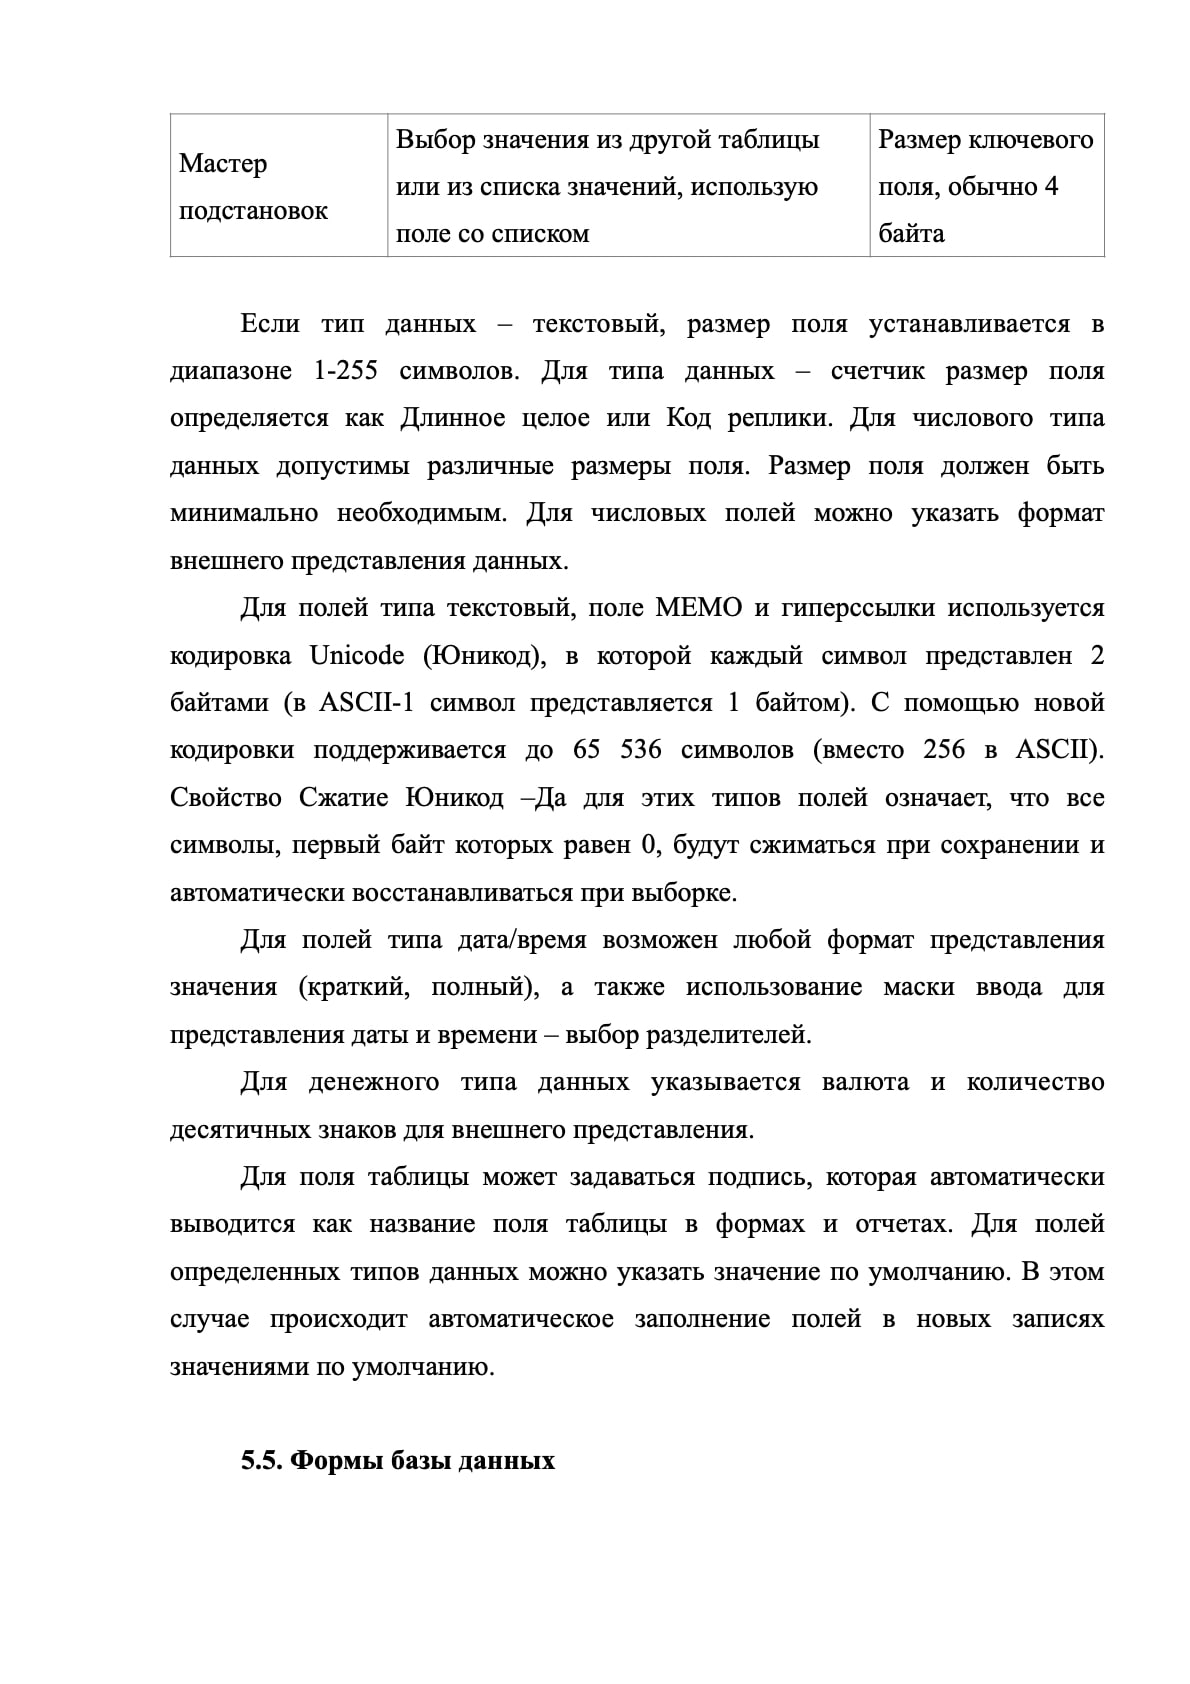 Мастер
подстановок
Выбор значения из другой таблицы
или из списка значений, использую
поле со списком
Размер ключевого
поля, обычно 4
байта
Если тип данных – текстовый, размер поля устанавливается в
диапазоне 1-255 символов. Для типа данных – счетчик размер поля
определяется как Длинное целое или Код реплики. Для числового типа
данных допустимы различные размеры поля. Размер поля должен быть
минимально необходимым. Для числовых полей можно указать формат
внешнего представления данных.
Для полей типа текстовый, поле МЕМО и гиперссылки используется
кодировка Unicode (Юникод), в которой каждый символ представлен 2
байтами (в ASCII-1 символ представляется 1 байтом). С помощью новой
кодировки поддерживается до 65 536 символов (вместо 256 в ASCII).
Свойство Сжатие Юникод –Да для этих типов полей означает, что все
символы, первый байт которых равен 0, будут сжиматься при сохранении и
автоматически восстанавливаться при выборке.
Для полей типа дата/время возможен любой формат представления
значения (краткий, полный), а также использование маски ввода для
представления даты и времени – выбор разделителей.
Для денежного типа данных указывается валюта и количество
десятичных знаков для внешнего представления.
Для поля таблицы может задаваться подпись, которая автоматически
выводится как название поля таблицы в формах и отчетах. Для полей
определенных типов данных можно указать значение по умолчанию. В этом
случае происходит автоматическое заполнение полей в новых записях
значениями по умолчанию.
5.5. Формы базы данных